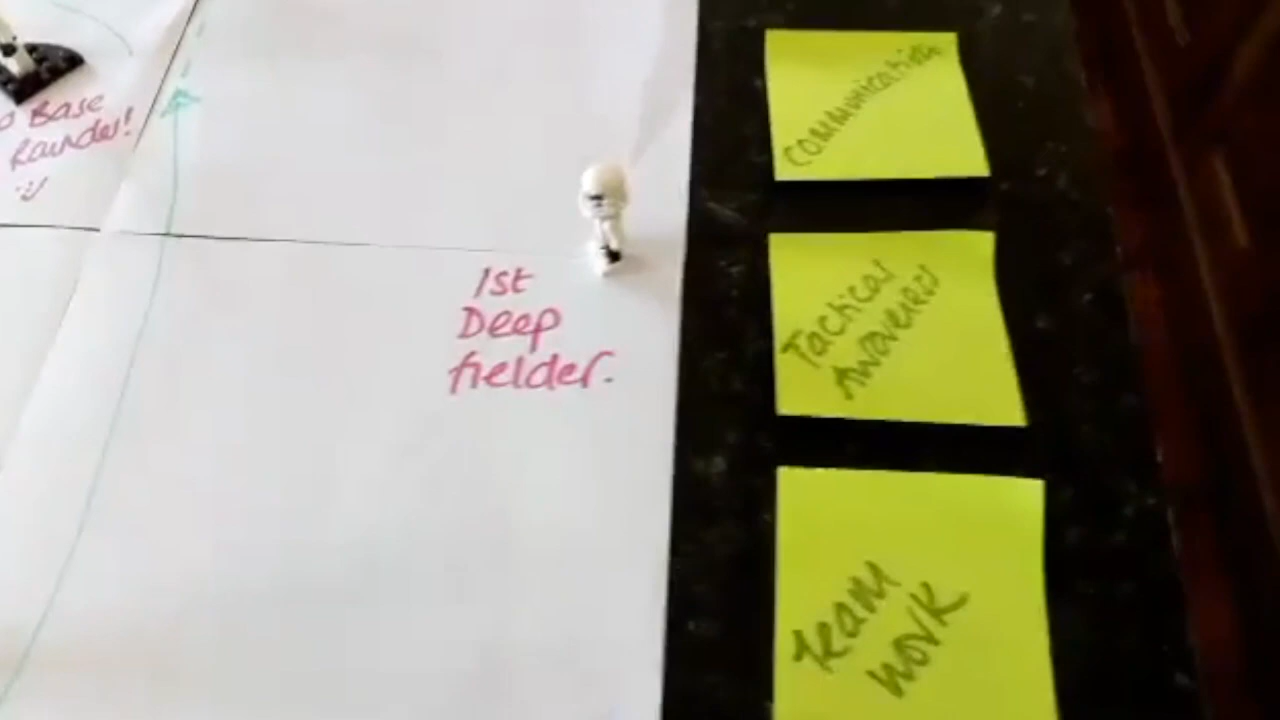 Base
Rounder!
:)
1st
Deep
fielder.
communication
Tactical
Awareness
Team
work